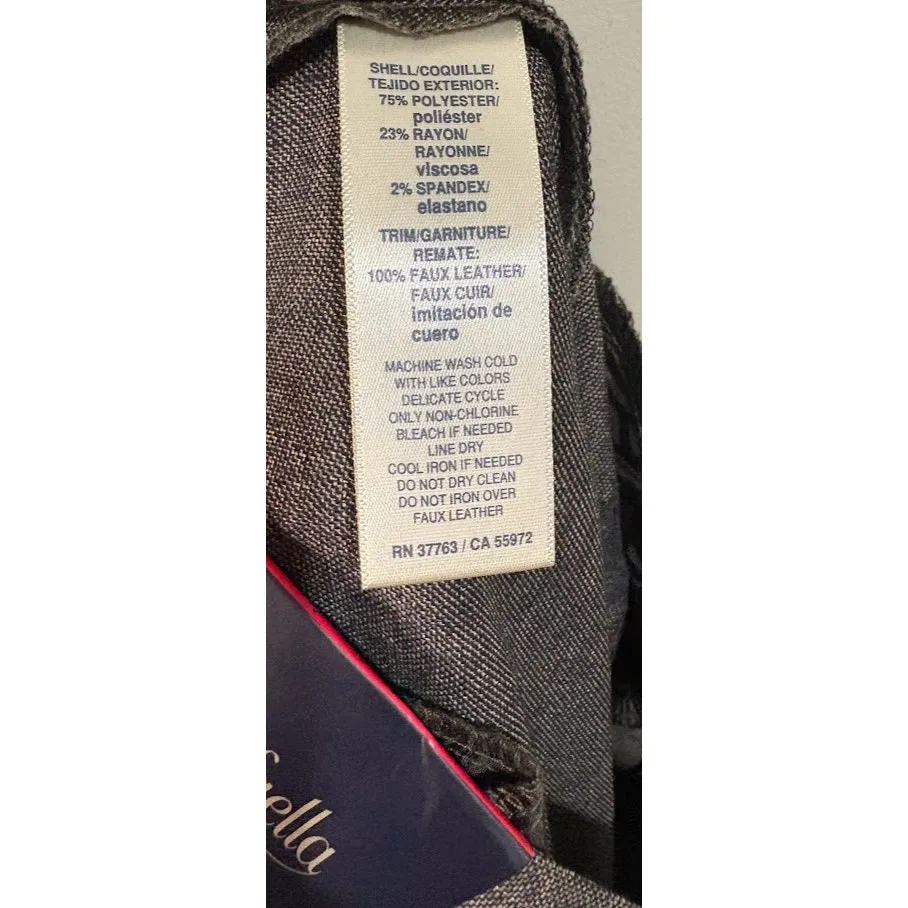 SHELL/COQUILLE/
TEJIDO EXTERIOR:
75% POLYESTER/
poliéster
23% RAYON/
RAYONNE/
viscosa
2% SPANDEX/
elastano
TRIM/GARNITURE/
REMATE:
100% FAUX LEATHER/
FAUX CUIR/
imitación de
cuero
MACHINE WASH COLD
WITH LIKE COLORS
DELICATE CYCLE
ONLY NON-CHLORINE
BLEACH IF NEEDED
LINE DRY
COOL IRON IF NEEDED
DO NOT DRY CLEAN
DO NOT IRON OVER
FAUX LEATHER
RN 37763 / CA 55972